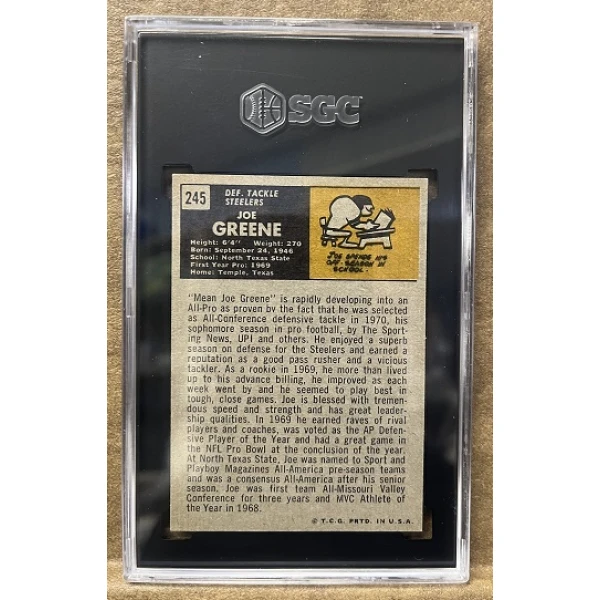 SGC
245
DEF. TACKLE
STEELERS
JOE
GREENE
Height: 6'4" Weight: 270
Born: September 24, 1946
School: North Texas State
First Year Pro: 1969
Home: Temple, Texas
JOE SPENDS HIS
OFF-SEASON IN
SCHOOL.
"Mean Joe Greene" is rapidly developing into an
All-Pro as proven by the fact that he was selected
as All-Conference defensive tackle in 1970, his
sophomore season in pro football, by The Sport-
ing News, UPI and others. He enjoyed a superb
season on defense for the Steelers and earned a
reputation as a good pass rusher and a vicious
tackler. As a rookie in 1969, he more than lived
up to his advance billing, he improved as each
week went by and he seemed to play best in
tough, close games. Joe is blessed with tremen-
dous speed and strength and has great leader-
ship qualities. In 1969 he earned raves of rival
players and coaches, was voted as the AP Defen-
sive Player of the Year and had a great game in
the NFL Pro Bowl at the conclusion of the year.
At North Texas State, Joe was named to Sport and
Playboy Magazines All-America pre-season teams
and was a consensus All-America after his senior
season. Joe was first team All-Missouri Valley
Conference for three years and MVC Athlete of
the Year in 1968.
© T.C.G. PRTD. IN U.S.A.